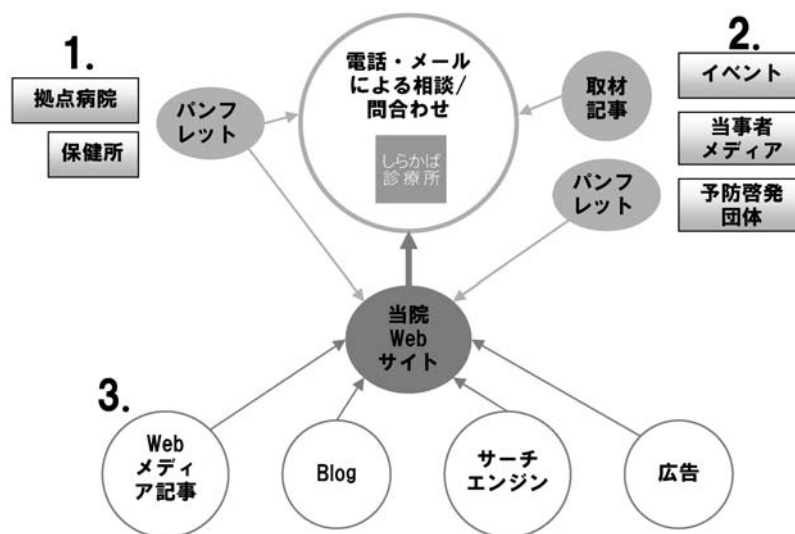 1.
拠点病院
保健所
パンフ
レット
電話・メール
による相談/
問合わせ
しらかば
診療所
取材
記事
2.
イベント
当事者
メディア
パンフ
レット
予防啓発
団体
当院
Web
サイト
3.
Web
メディ
ア記事
Blog
サーチ
エンジン
広告